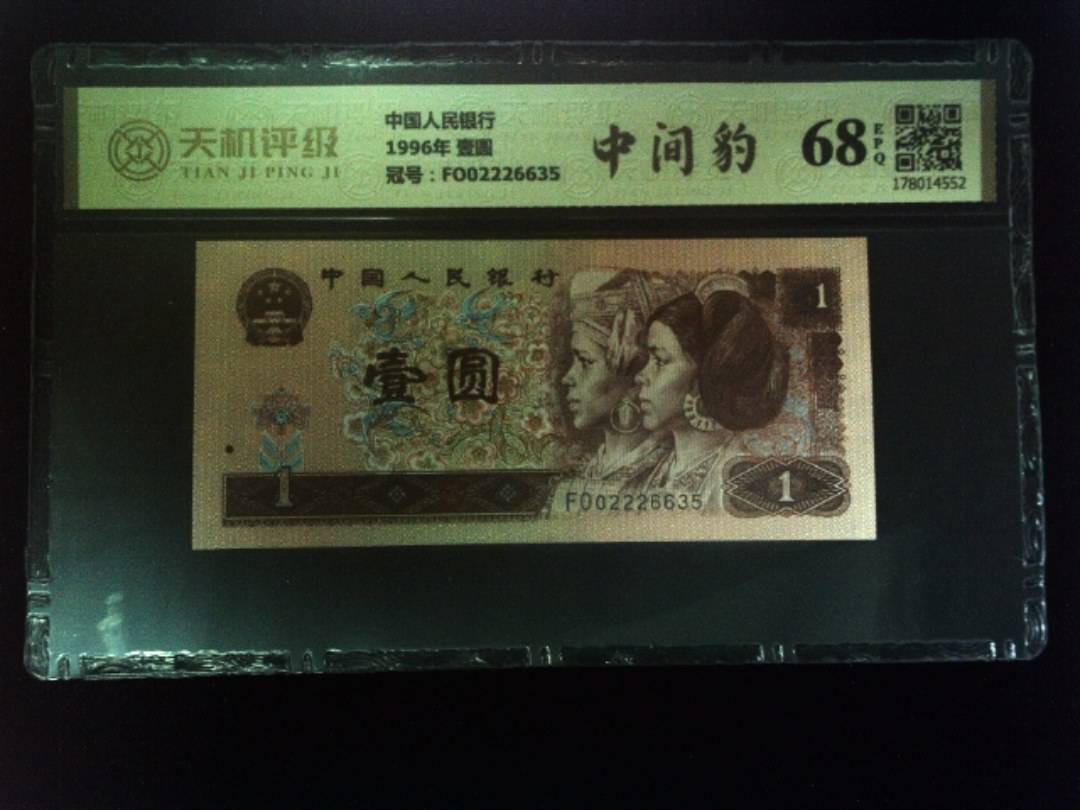 天机评级
TIAN JI PING JI
中国人民银行
1996年 壹圆
冠号：FO02226635
中间豹
68
EPQ
178014552
中国人民银行
1
壹圆
1
FO02226635
1